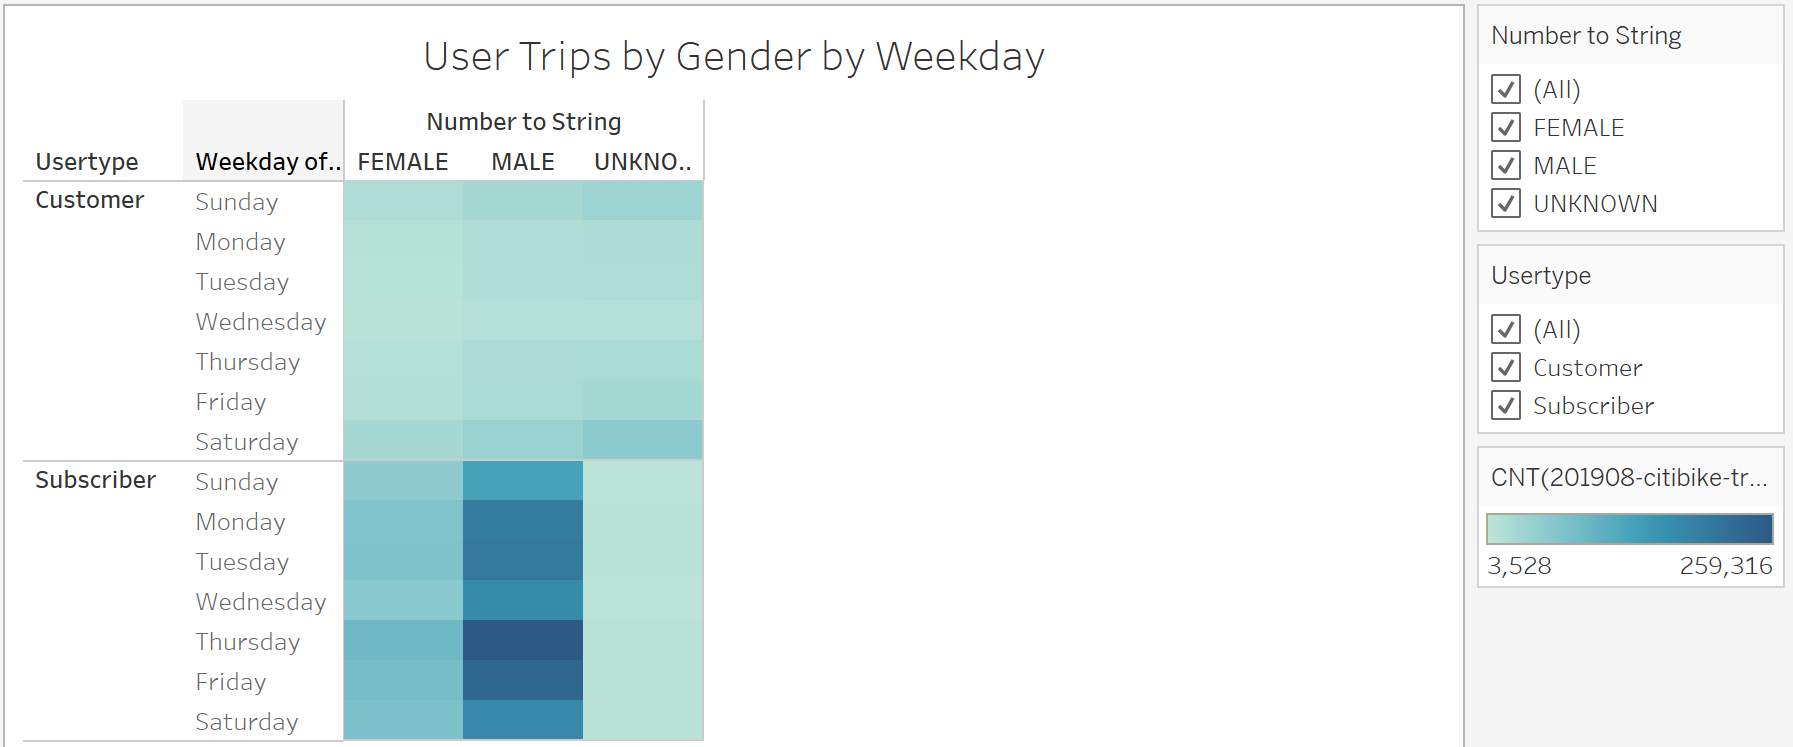 User Trips by Gender by Weekday
Number to String
Usertype Weekday of.. FEMALE MALE UNKNO..
Customer Sunday
Monday
Tuesday
Wednesday
Thursday
Friday
Saturday
Subscriber Sunday
Monday
Tuesday
Wednesday
Thursday
Friday
Saturday
Number to String
(All)
FEMALE
MALE
UNKNOWN
Usertype
(All)
Customer
Subscriber
CNT(201908-citibike-tr...
3,528 259,316